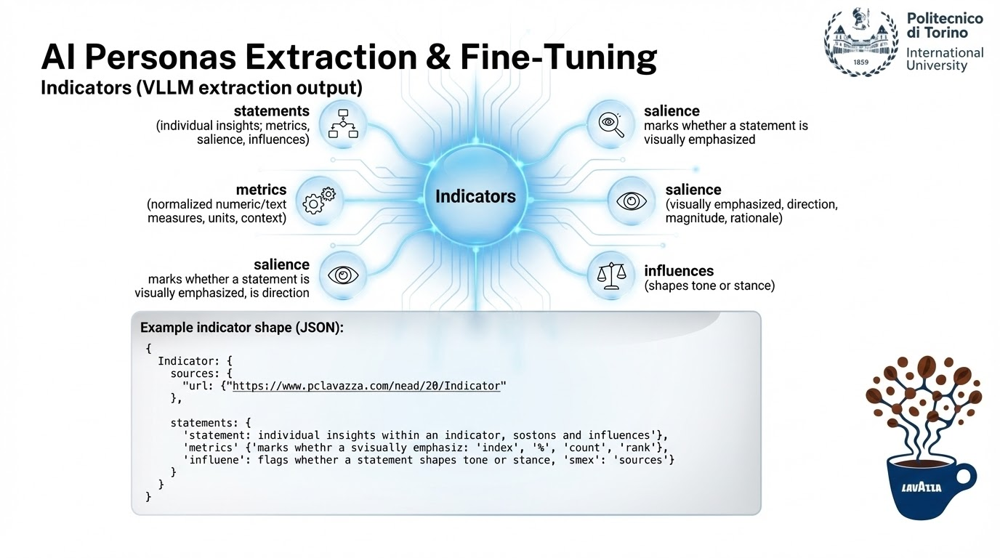 AI Personas Extraction & Fine-Tuning
Indicators (VLLM extraction output)
Politecnico
di Torino
International
University
1859
statements
(individual insights; metrics,
salience, influences)
metrics
(normalized numeric/text
measures, units, context)
salience
marks whether a statement is
visually emphasized, is direction
Indicators
salience
marks whether a statement is
visually emphasized
salience
(visually emphasized, direction,
magnitude, rationale)
influences
(shapes tone or stance)
Example indicator shape (JSON):
{
Indicator: {
sources: {
"url: {"https://www.pclavazza.com/nead/20/Indicator"
},
statements: {
'statement: individual insights within an indicator, sostons and influences'},
'metrics' {'marks whethr a svisually emphasiz: 'index', '%', 'count', 'rank'},
'influene': flags whether a statement shapes tone or stance, 'smex': 'sources'}
}
}
}
LAVAZZA